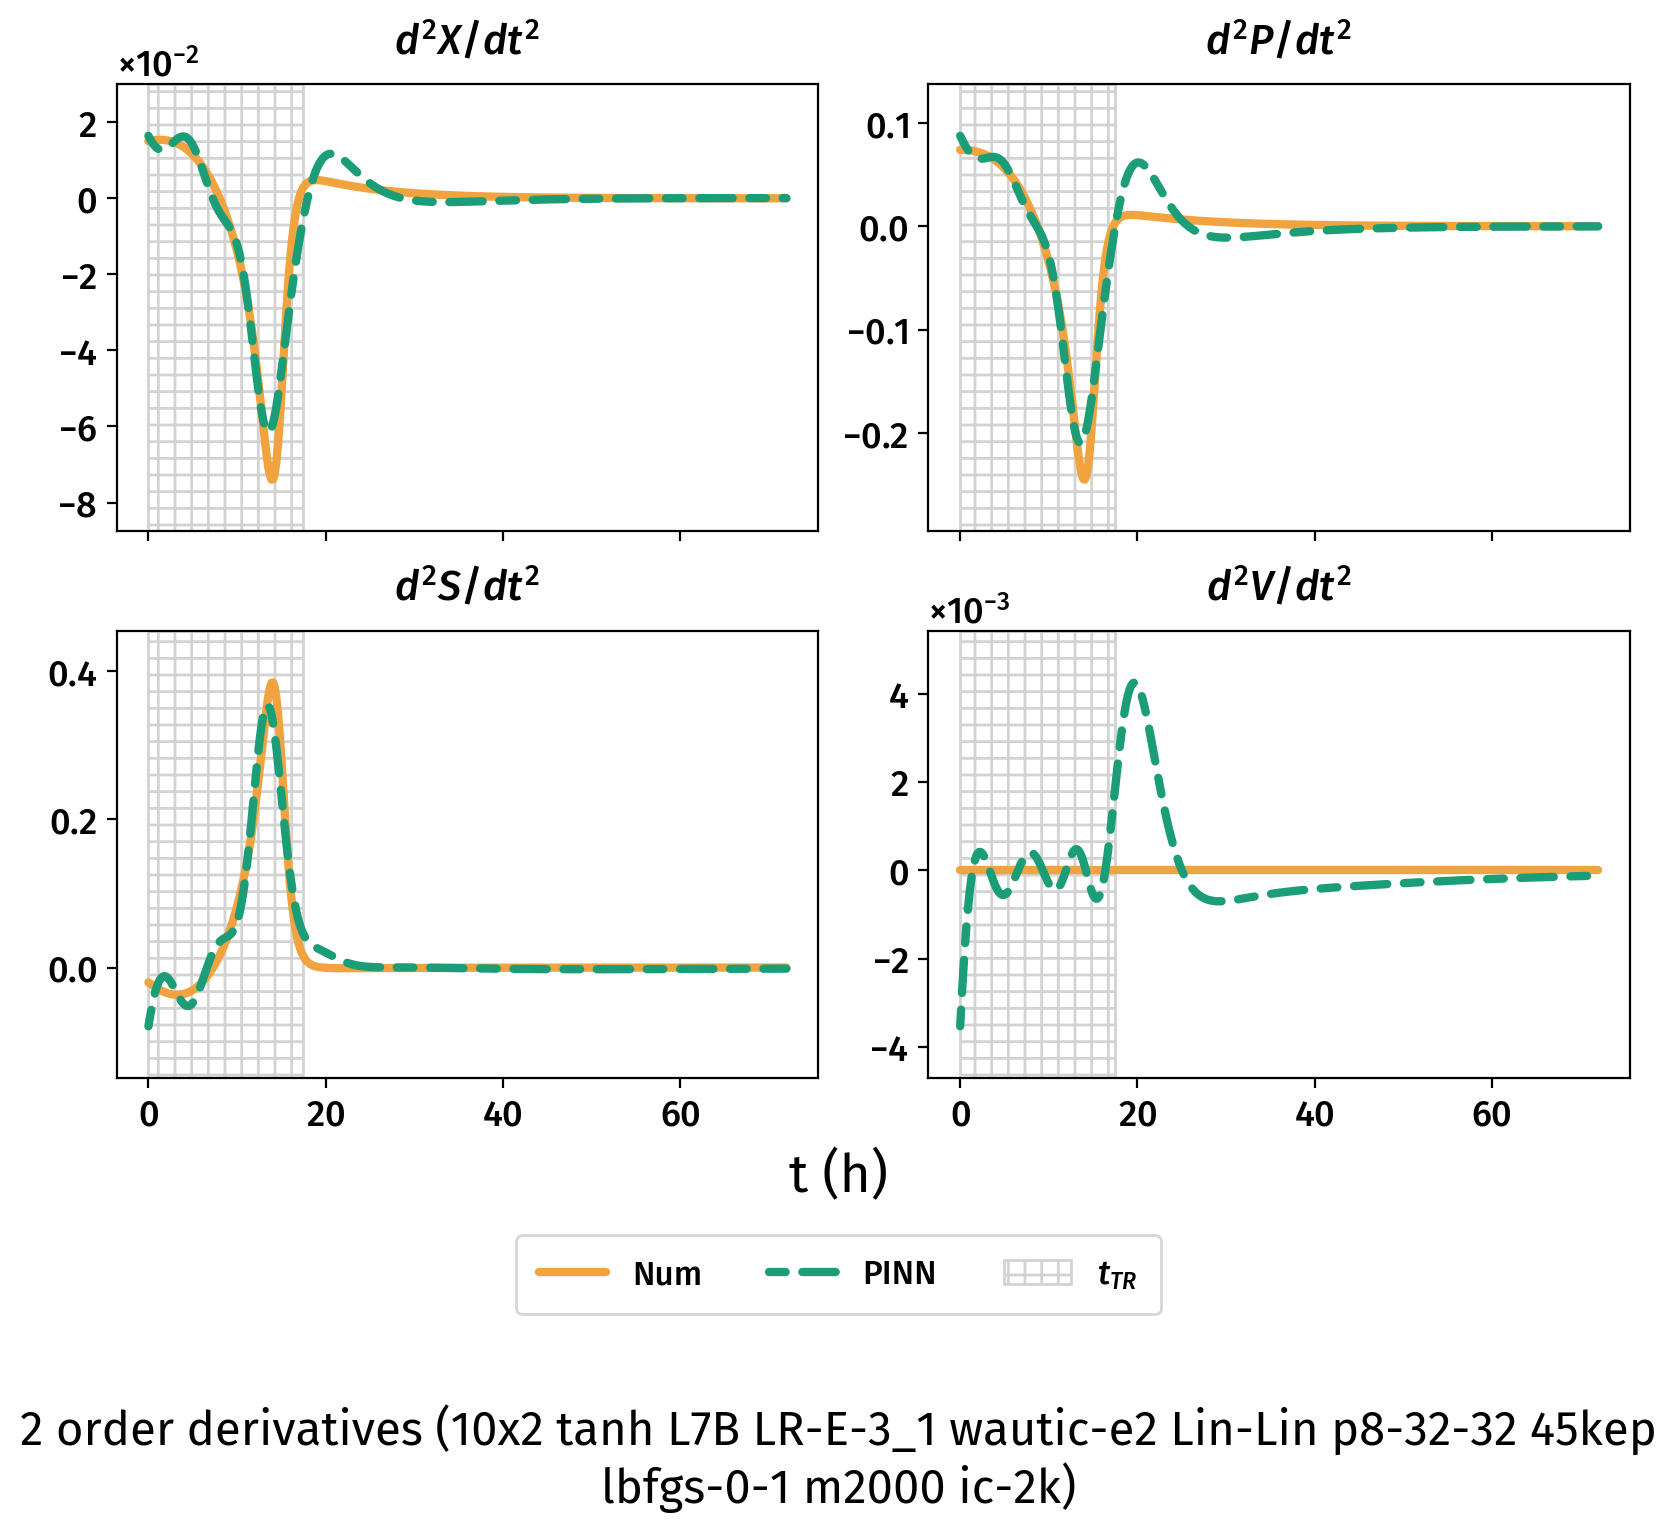 d²X/dt²
×10⁻²
2
0
−2
−4
−6
−8
d²P/dt²
0.1
0.0
−0.1
−0.2
d²S/dt²
0.4
0.2
0.0
0 20 40 60
d²V/dt²
×10⁻³
4
2
0
−2
−4
0 20 40 60
t (h)
Num PINN t_TR
2 order derivatives (10x2 tanh L7B LR-E-3_1 wautic-e2 Lin-Lin p8-32-32 45kep
lbfgs-0-1 m2000 ic-2k)